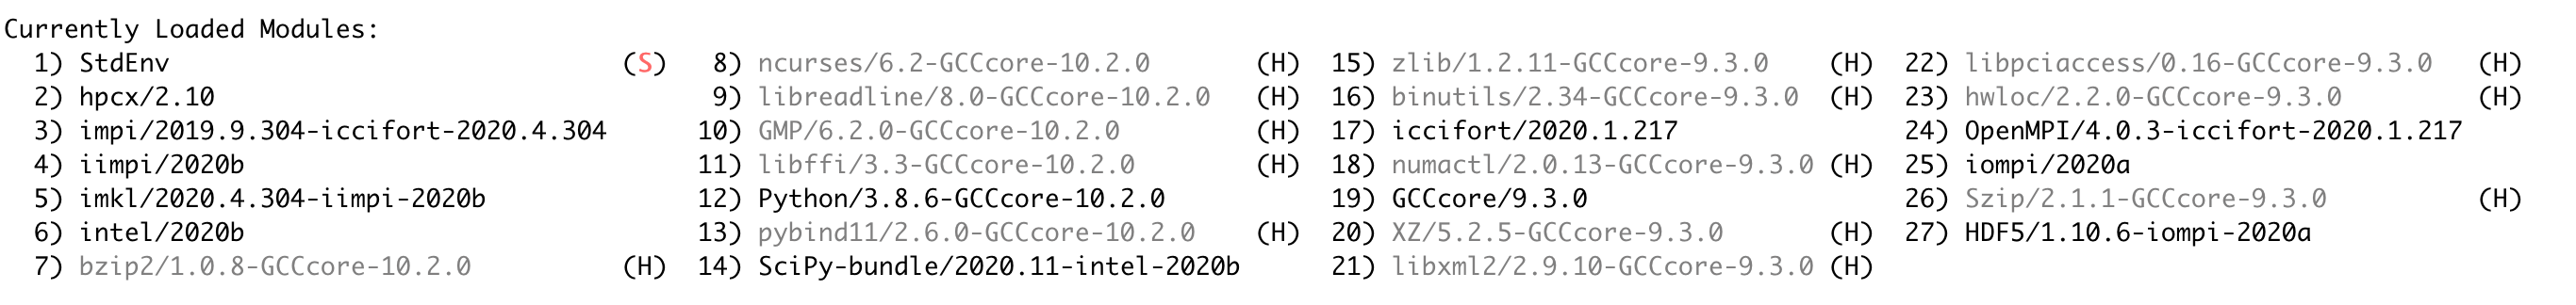 Currently Loaded Modules:
1) StdEnv (S) 8) ncurses/6.2-GCCcore-10.2.0 (H) 15) zlib/1.2.11-GCCcore-9.3.0 (H) 22) libpciaccess/0.16-GCCcore-9.3.0 (H)
2) hpcx/2.10 9) libreadline/8.0-GCCcore-10.2.0 (H) 16) binutils/2.34-GCCcore-9.3.0 (H) 23) hwloc/2.2.0-GCCcore-9.3.0 (H)
3) impi/2019.9.304-iccifort-2020.4.304 10) GMP/6.2.0-GCCcore-10.2.0 (H) 17) iccifort/2020.1.217 24) OpenMPI/4.0.3-iccifort-2020.1.217
4) iimpi/2020b 11) libffi/3.3-GCCcore-10.2.0 (H) 18) numactl/2.0.13-GCCcore-9.3.0 (H) 25) iompi/2020a
5) imkl/2020.4.304-iimpi-2020b 12) Python/3.8.6-GCCcore-10.2.0 19) GCCcore/9.3.0 26) Szip/2.1.1-GCCcore-9.3.0 (H)
6) intel/2020b 13) pybind11/2.6.0-GCCcore-10.2.0 (H) 20) XZ/5.2.5-GCCcore-9.3.0 (H) 27) HDF5/1.10.6-iompi-2020a
7) bzip2/1.0.8-GCCcore-10.2.0 (H) 14) SciPy-bundle/2020.11-intel-2020b 21) libxml2/2.9.10-GCCcore-9.3.0 (H)